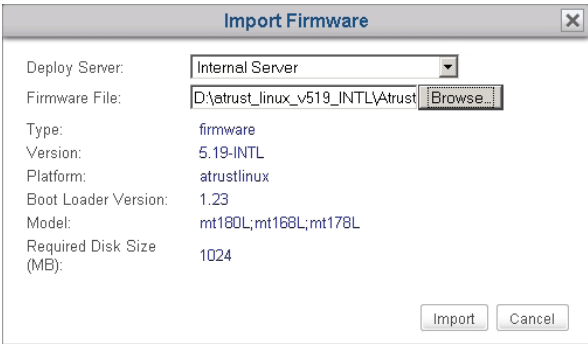 Import Firmware
Deploy Server: Internal Server
Firmware File: D:\atrust_linux_v519_INTL\Atrust Browse...
Type: firmware
Version: 5.19-INTL
Platform: atrustlinux
Boot Loader Version: 1.23
Model: mt180L;mt168L;mt178L
Required Disk Size
(MB): 1024
Import Cancel